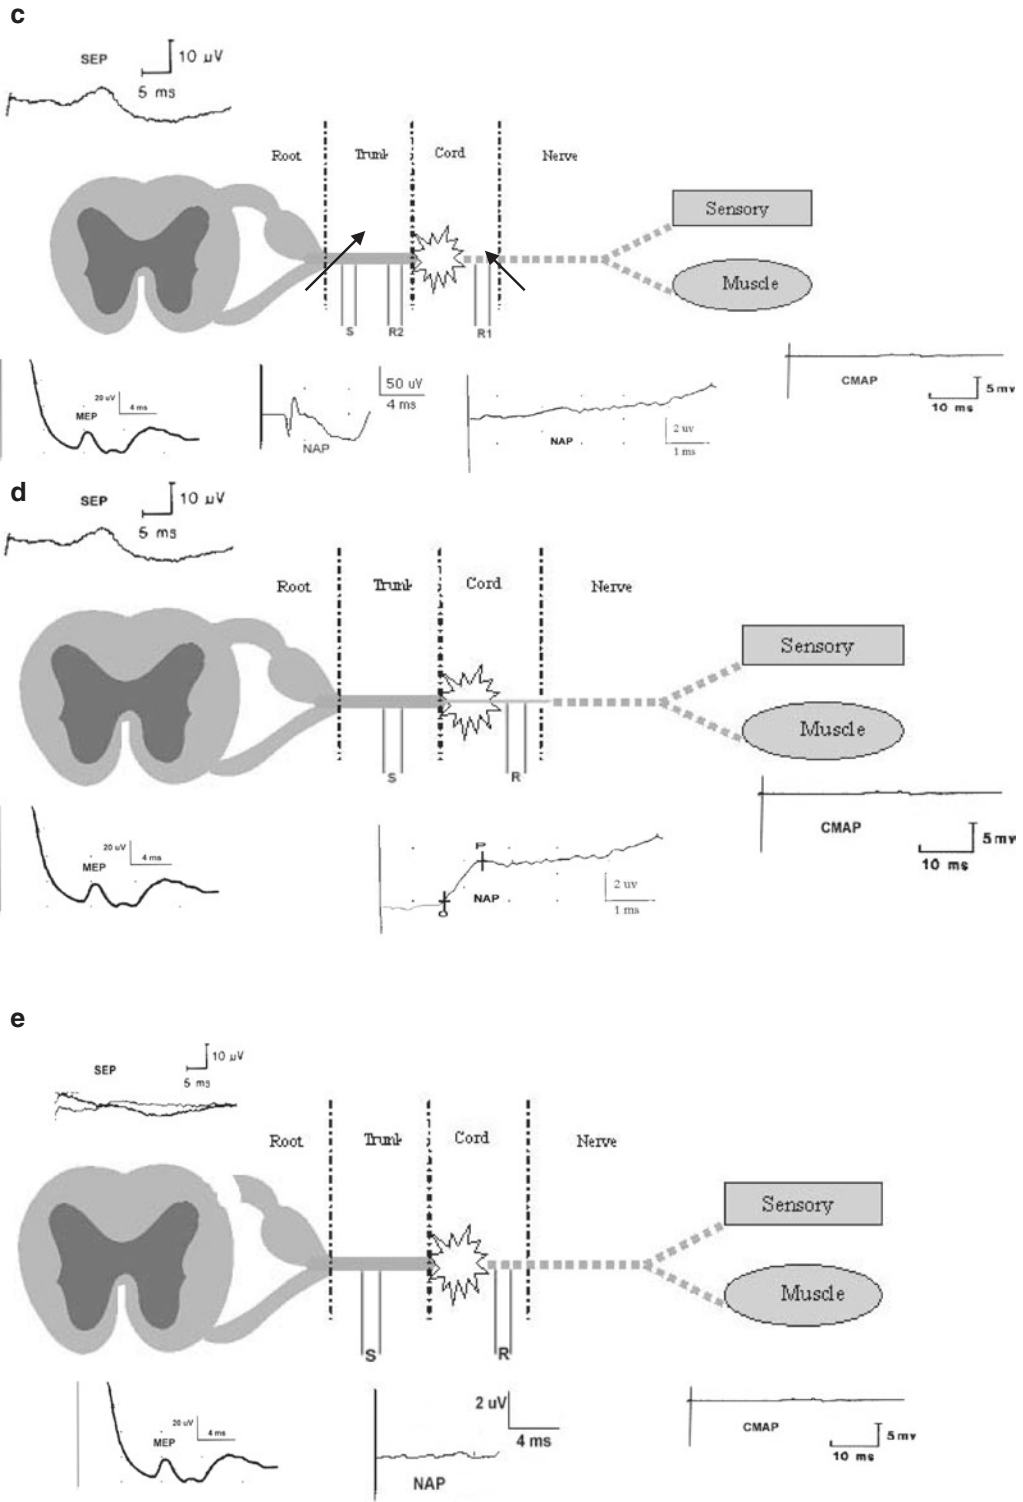 c
SEP
10 µV
5 ms
Root
Trunk
Cord
Nerve
Sensory
Muscle
S
R2
R1
MEP
20 uV
4 ms
50 uV
4 ms
NAP
NAP
2 uv
1 ms
CMAP
5 mv
10 ms
d
SEP
10 µV
5 ms
Root
Trunk
Cord
Nerve
Sensory
Muscle
S
R
MEP
20 uV
4 ms
P
O
NAP
2 uv
1 ms
CMAP
5 mv
10 ms
e
SEP
10 µV
5 ms
Root
Trunk
Cord
Nerve
Sensory
Muscle
S
R
MEP
20 uV
4 ms
2 uV
4 ms
NAP
CMAP
5 mv
10 ms